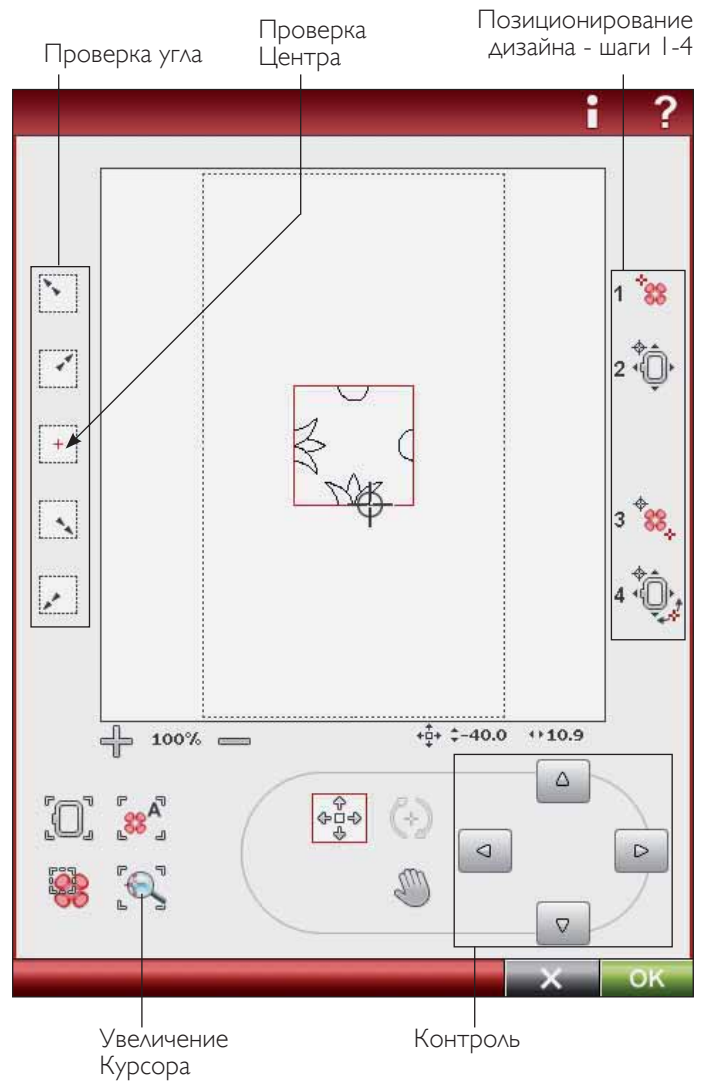 Проверка угла
Проверка
Центра
Позиционирование
дизайна - шаги 1-4
i ?
1
2
3
4
100%
-40.0 10.9
A
OK
Увеличение
Курсора
Контроль